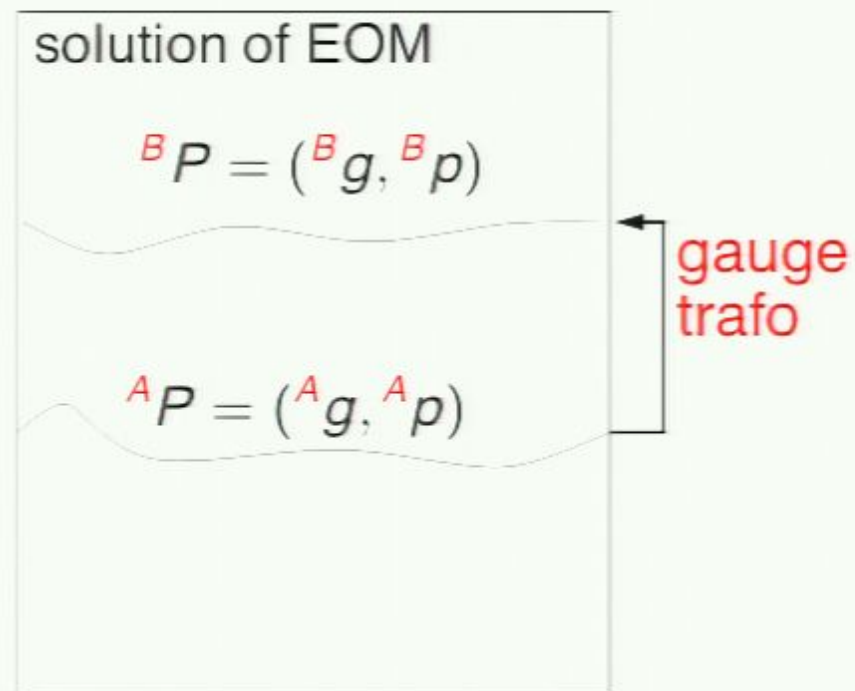 solution of EOM
ᴮP = (ᴮg, ᴮp)
gauge
trafo
ᴬP = (ᴬg, ᴬp)